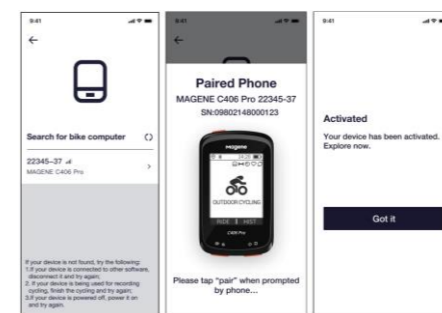 9:41
Search for bike computer
22345-37
MAGENE C406 Pro
If your device is not found, try the following:
1.If your device is connected to other software,
disconnect it and try again;
2. If your device is being used for recording
cycling, finish the cycling and try again;
3.If your device is powered off, power it on
and try again.
9:41
Paired Phone
MAGENE C406 Pro 22345-37
SN:09802148000123
magene
14:28
OUTDOOR CYCLING
RIDE
HIST
C406 Pro
Please tap "pair" when prompted
by phone...
9:41
Activated
Your device has been activated.
Explore now.
Got it